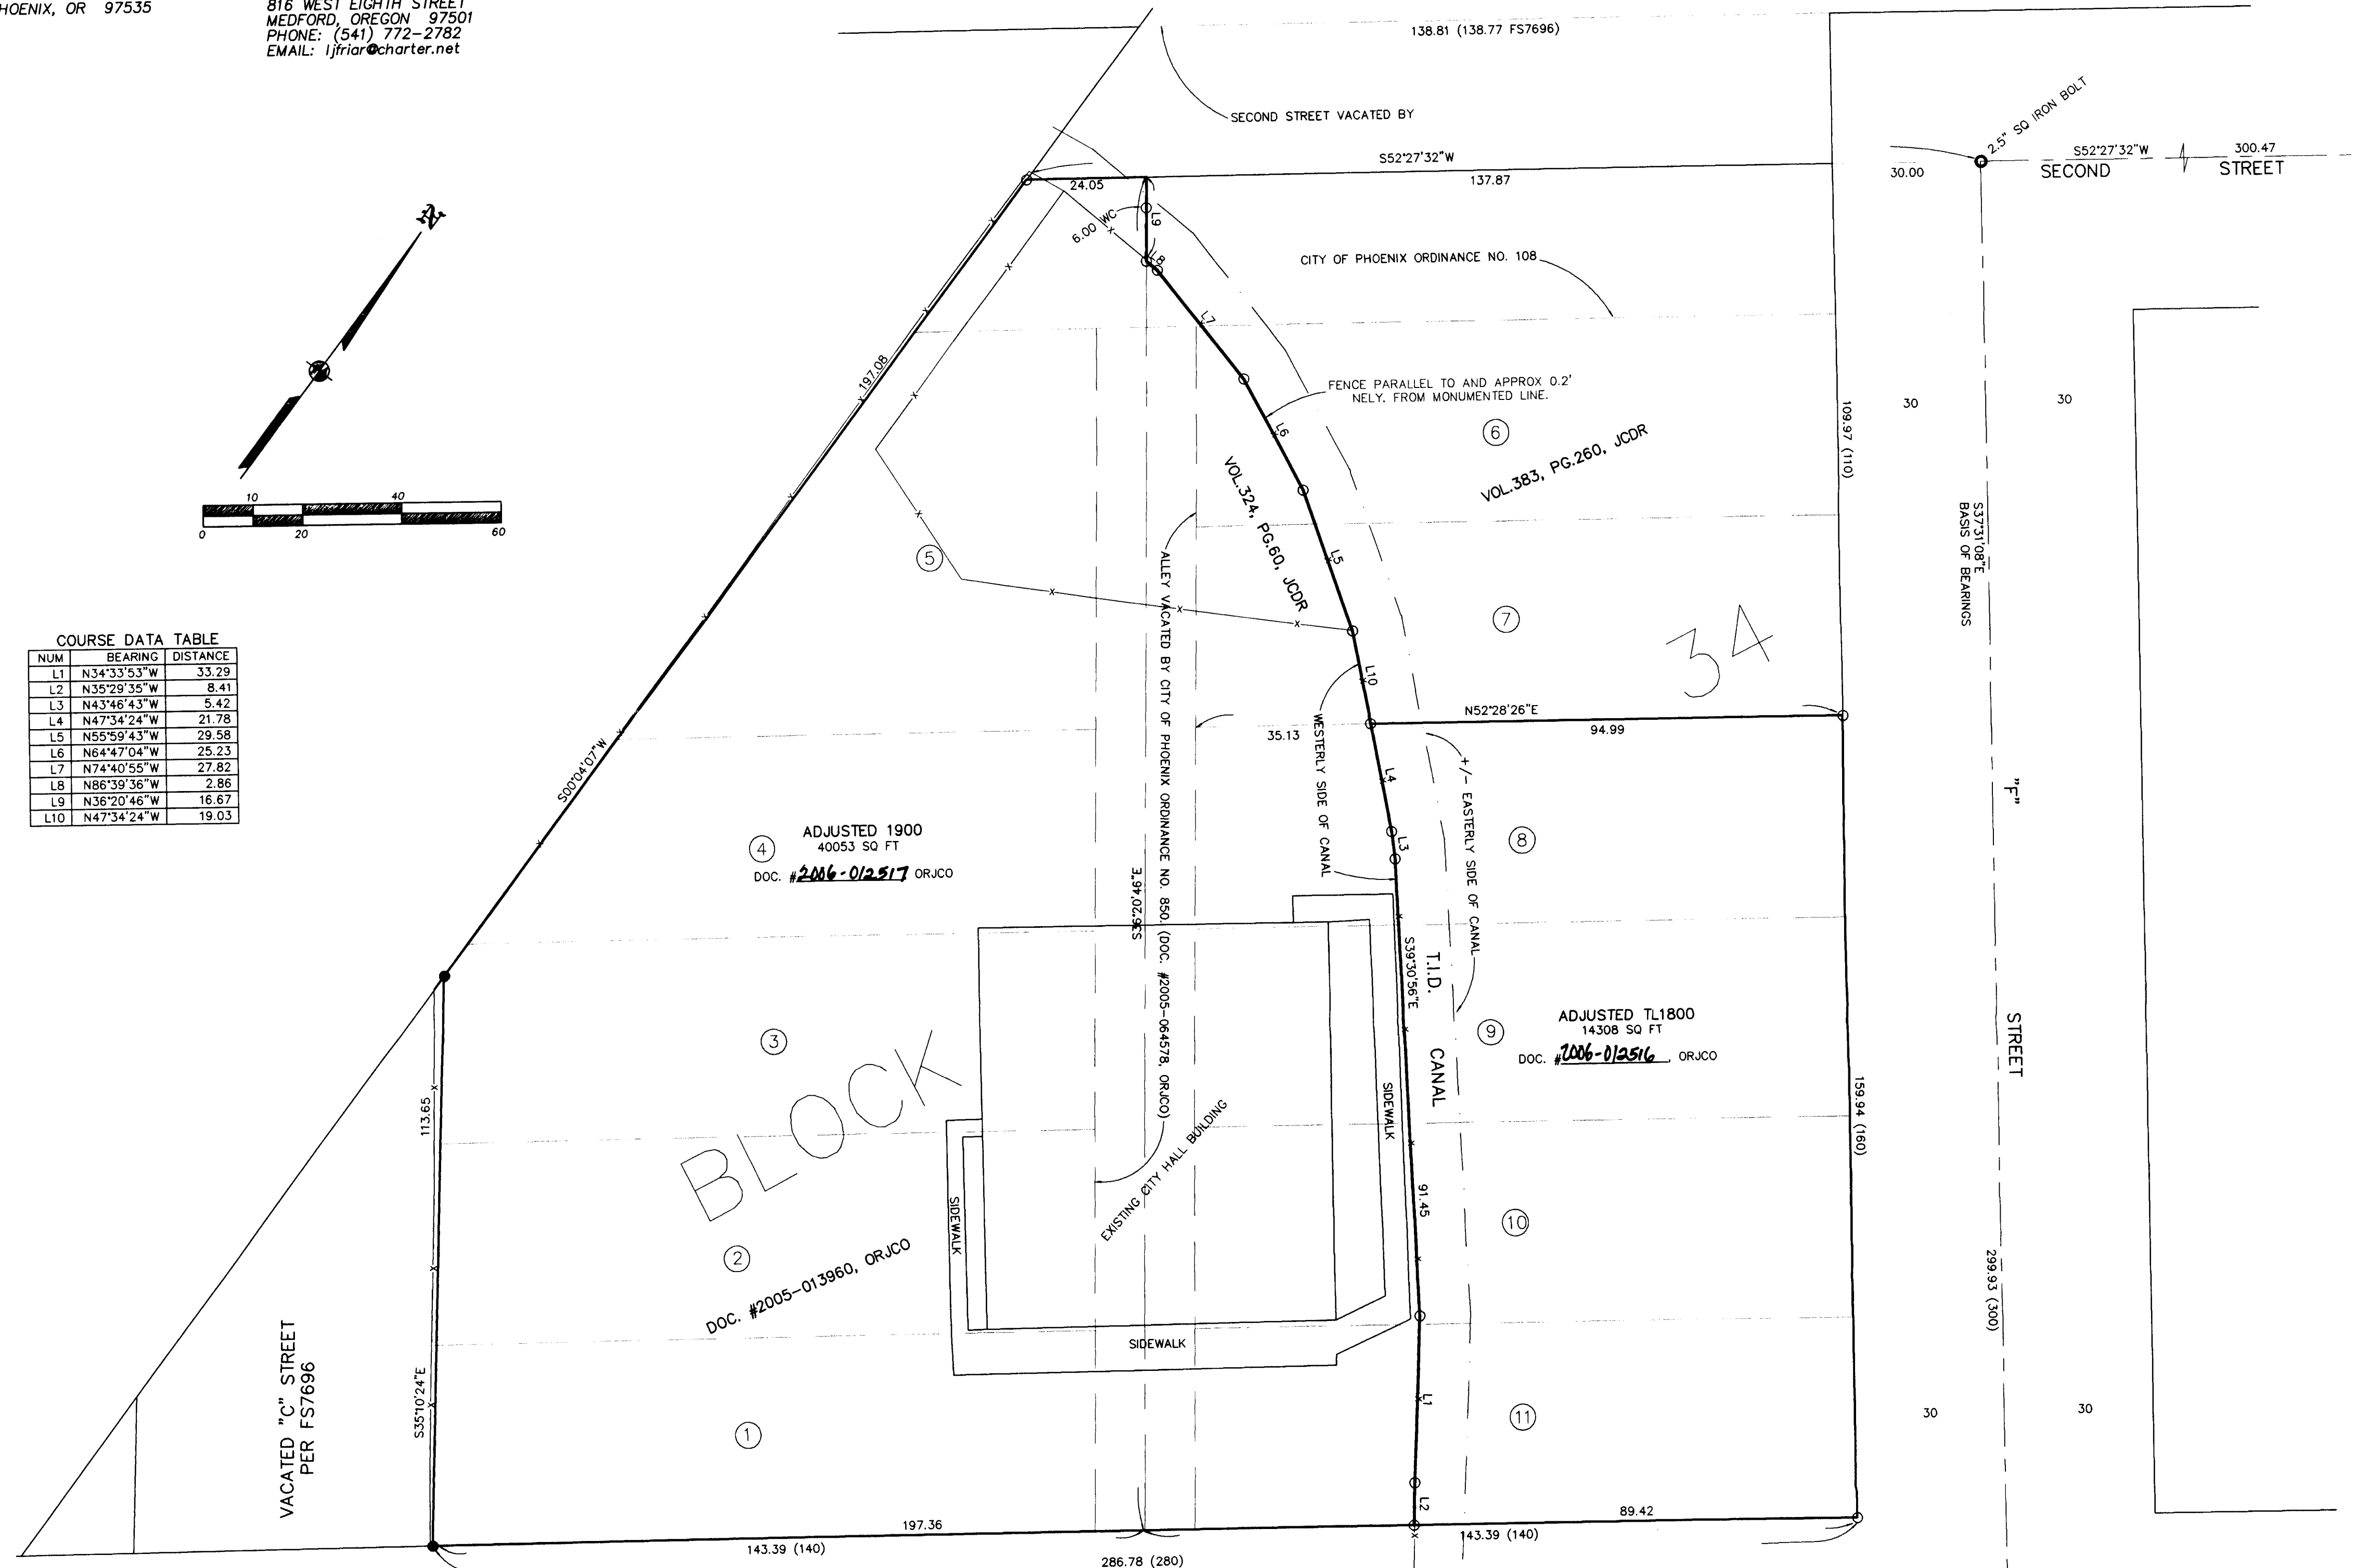 HOENIX, OR 97535
816 WEST EIGHTH STREET
MEDFORD, OREGON 97501
PHONE: (541) 772-2782
EMAIL: ljfriar@charter.net
138.81 (138.77 FS7696)
SECOND STREET VACATED BY
2.5" SQ IRON BOLT
S52°27'32"W
137.87
24.05
30.00
S52°27'32"W
300.47
SECOND
STREET
6.00 WC
L9
L8
CITY OF PHOENIX ORDINANCE NO. 108
L7
N
197.08
FENCE PARALLEL TO AND APPROX 0.2'
NELY. FROM MONUMENTED LINE.
L6
6
VOL.383, PG.260, JCDR
VOL.324, PG.60, JCDR
109.97 (110)
30
30
10
40
0
20
60
S37°31'08"E
BASIS OF BEARINGS
5
L5
7
34
ALLEY VACATED BY CITY OF PHOENIX ORDINANCE NO. 850. (DOC. #2005-064578, ORJCO)
COURSE DATA TABLE
NUM BEARING DISTANCE
L1 N34°33'53"W 33.29
L2 N35°29'35"W 8.41
L3 N43°46'43"W 5.42
L4 N47°34'24"W 21.78
L5 N55°59'43"W 29.58
L6 N64°47'04"W 25.23
L7 N74°40'55"W 27.82
L8 N86°39'36"W 2.86
L9 N36°20'46"W 16.67
L10 N47°34'24"W 19.03
L10
N52°28'26"E
94.99
35.13
WESTERLY SIDE OF CANAL
+/- EASTERLY SIDE OF CANAL
S00°04'07"W
L4
"F"
STREET
4
ADJUSTED 1900
40053 SQ FT
DOC. #2006-012517 ORJCO
L3
8
S36°20'46"E
S39°30'56"E
T.I.D.
CANAL
9
ADJUSTED TL1800
14308 SQ FT
DOC. #2006-012516, ORJCO
3
BLOCK
113.65
SIDEWALK
159.94 (160)
EXISTING CITY HALL BUILDING
91.45
10
2
DOC. #2005-013960, ORJCO
SIDEWALK
299.93 (300)
SIDEWALK
VACATED "C" STREET
PER FS7696
S35°10'24"E
L1
11
30
30
1
L2
197.36
89.42
143.39 (140)
143.39 (140)
286.78 (280)